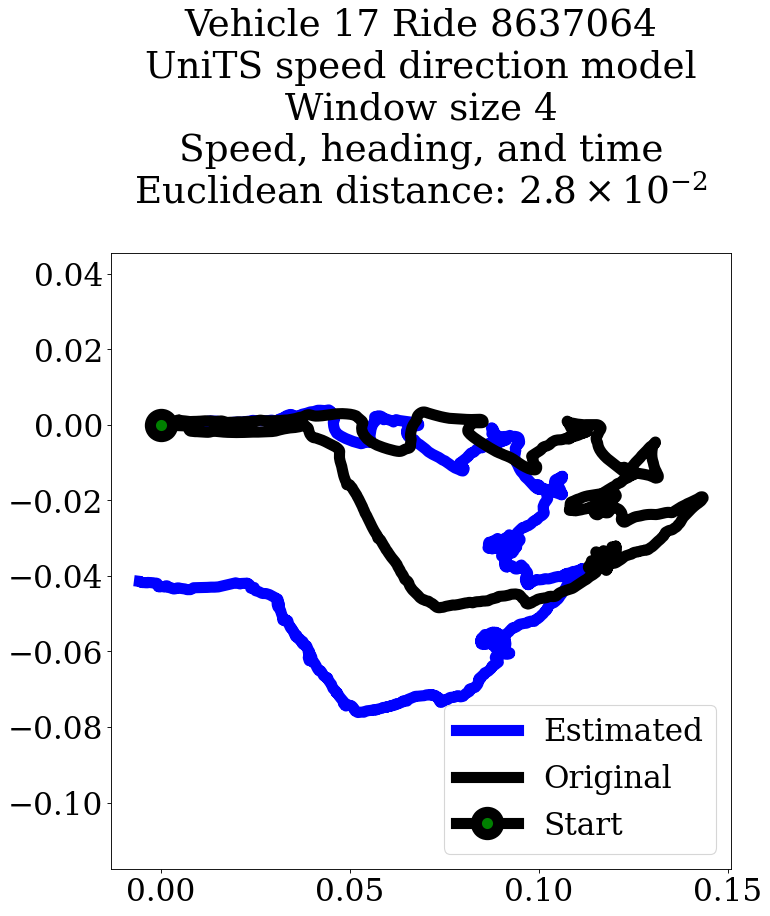 Vehicle 17 Ride 8637064
UniTS speed direction model
Window size 4
Speed, heading, and time
Euclidean distance: 2.8 × 10⁻²
0.04
0.02
0.00
−0.02
−0.04
−0.06
−0.08
−0.10
Estimated
Original
Start
0.00 0.05 0.10 0.15